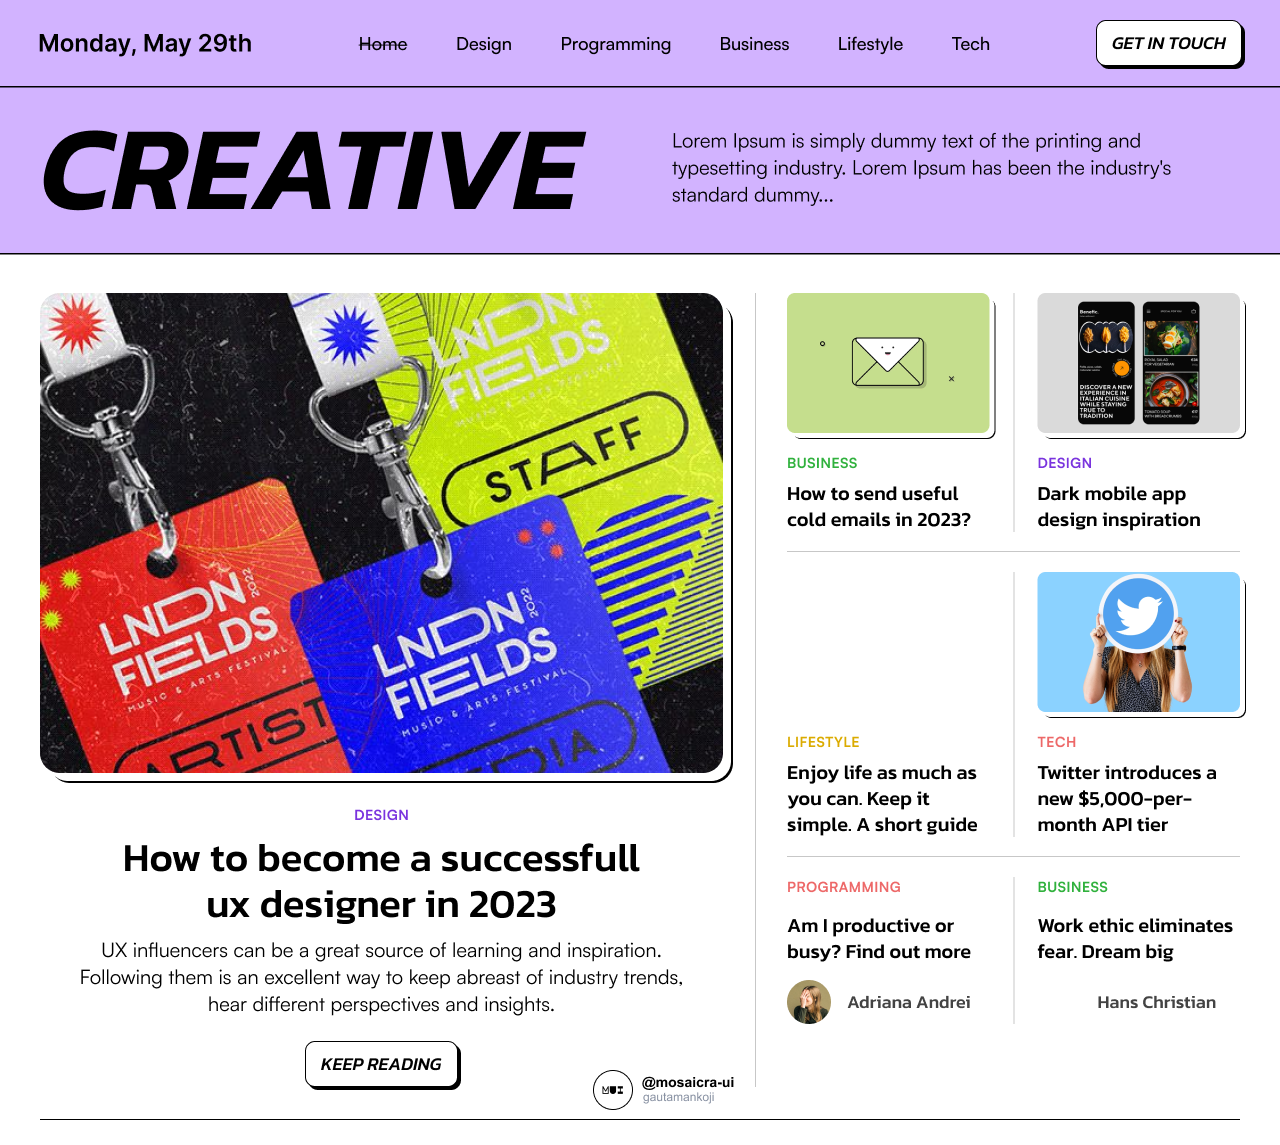 Monday, May 29th
Home
Design
Programming
Business
Lifestyle
Tech
GET IN TOUCH
CREATIVE
Lorem Ipsum is simply dummy text of the printing and
typesetting industry. Lorem Ipsum has been the industry's
standard dummy...
LNDN
FIELDS
STAFF
LNDN
FIELDS
2022
MUSIC & ARTS FESTIVAL
ARTIST
LNDN
FIELDS
2022
MUSIC & ARTS FESTIVAL
DESIGN
How to become a successfull
ux designer in 2023
UX influencers can be a great source of learning and inspiration.
Following them is an excellent way to keep abreast of industry trends,
hear different perspectives and insights.
KEEP READING
@mosaicra-ui
gautamankoji
BUSINESS
How to send useful
cold emails in 2023?
Benefic.
DISCOVER A NEW
EXPERIENCE IN
ITALIAN CUISINE
WHILE STAYING
TRUE TO
TRADITION
DESIGN
Dark mobile app
design inspiration
LIFESTYLE
Enjoy life as much as
you can. Keep it
simple. A short guide
TECH
Twitter introduces a
new $5,000-per-
month API tier
PROGRAMMING
Am I productive or
busy? Find out more
Adriana Andrei
BUSINESS
Work ethic eliminates
fear. Dream big
Hans Christian